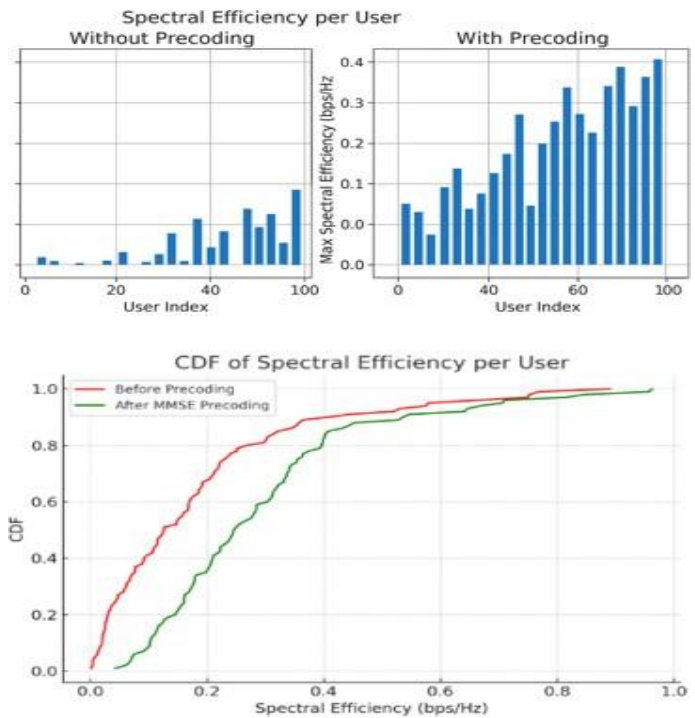 Spectral Efficiency per User
Without Precoding
With Precoding
Max Spectral Efficiency (bps/Hz
0.4
0.3
0.2
0.1
0.0
0.0
0 20 40 60 100
User Index
0 40 80 60 80 100
User Index
CDF of Spectral Efficiency per User
Before Precoding
After MMSE Precoding
CDF
1.0
0.8
0.6
0.4
0.2
0.0
0.0 0.2 0.4 0.6 0.8 1.0
Spectral Efficiency (bps/Hz)